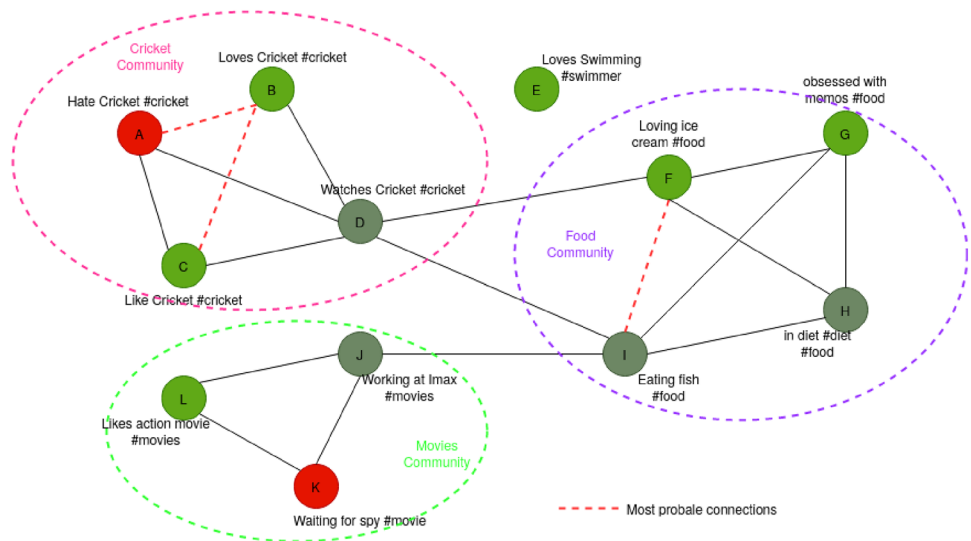 Cricket
Community
Loves Cricket #cricket
B
Hate Cricket #cricket
A
Loves Swimming
#swimmer
E
obsessed with
momos #food
G
Loving ice
cream #food
F
Watches Cricket #cricket
D
Food
Community
C
Like Cricket #cricket
H
in diet #diet
#food
I
Eating fish
#food
J
Working at Imax
#movies
L
Likes action movie
#movies
Movies
Community
K
Waiting for spy #movie
Most probale connections